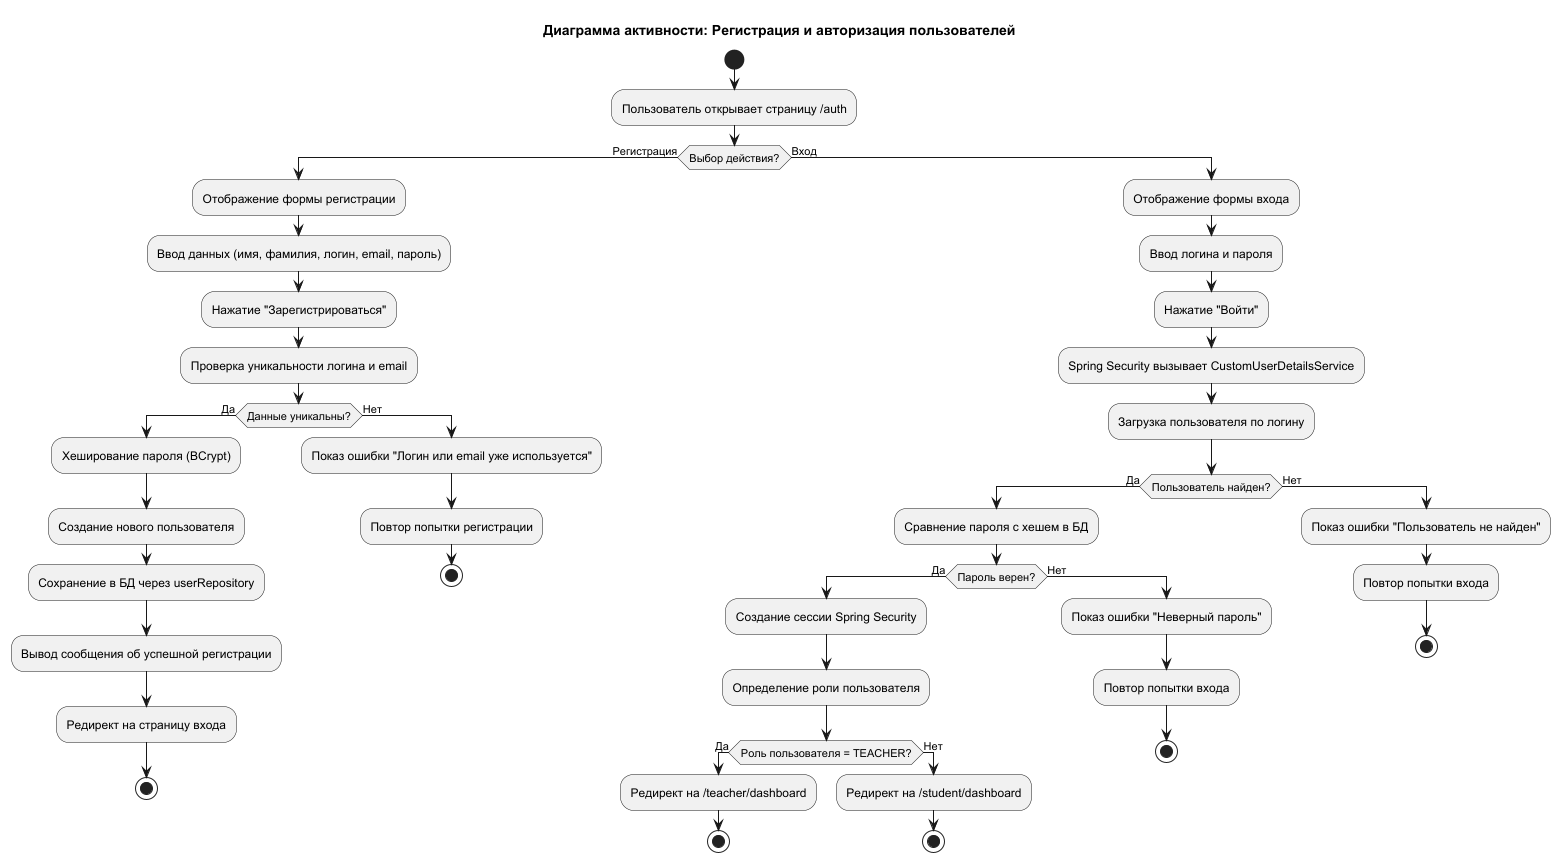 Диаграмма активности: Регистрация и авторизация пользователей
Пользователь открывает страницу /auth
Выбор действия?
Регистрация
Вход
Отображение формы регистрации
Ввод данных (имя, фамилия, логин, email, пароль)
Нажатие "Зарегистрироваться"
Проверка уникальности логина и email
Данные уникальны?
Да
Нет
Хеширование пароля (BCrypt)
Создание нового пользователя
Сохранение в БД через userRepository
Вывод сообщения об успешной регистрации
Редирект на страницу входа
Показ ошибки "Логин или email уже используется"
Повтор попытки регистрации
Отображение формы входа
Ввод логина и пароля
Нажатие "Войти"
Spring Security вызывает CustomUserDetailsService
Загрузка пользователя по логину
Пользователь найден?
Да
Нет
Сравнение пароля с хешем в БД
Пароль верен?
Да
Нет
Создание сессии Spring Security
Определение роли пользователя
Роль пользователя = TEACHER?
Да
Нет
Редирект на /teacher/dashboard
Редирект на /student/dashboard
Показ ошибки "Неверный пароль"
Повтор попытки входа
Показ ошибки "Пользователь не найден"
Повтор попытки входа